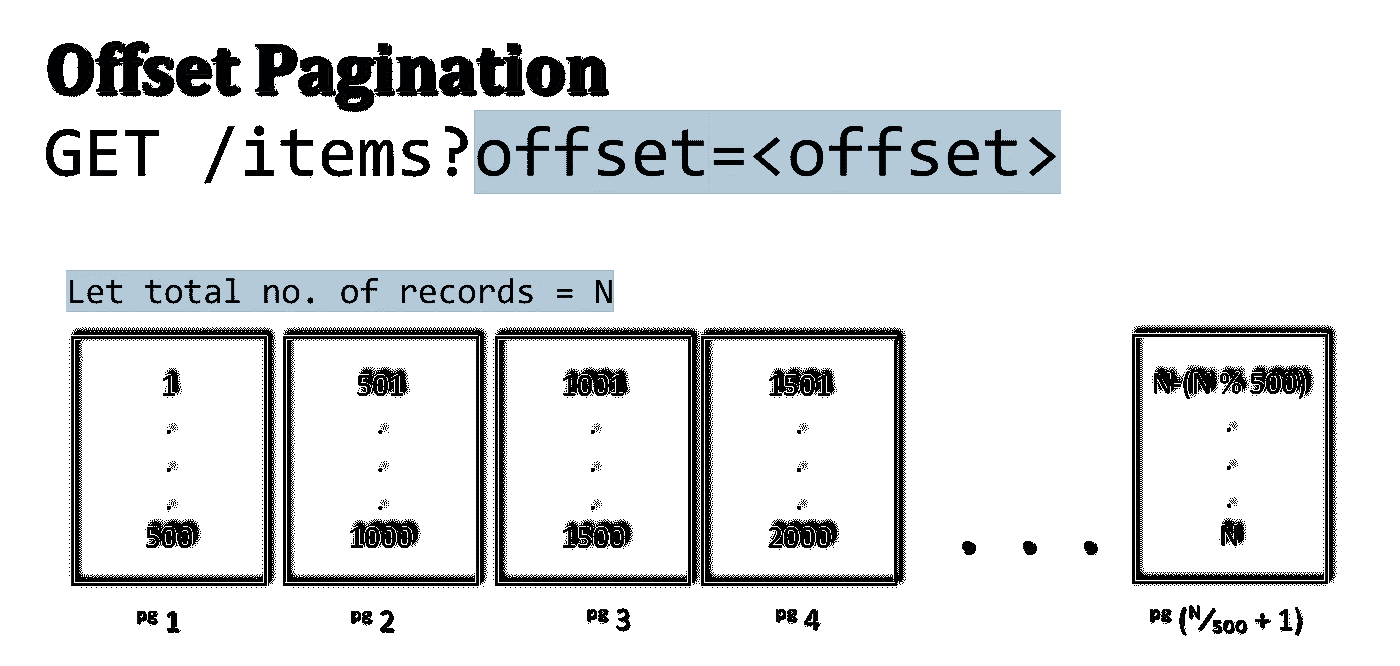 Offset Pagination
GET /items?offset=<offset>
Let total no. of records = N
1 501 1001 1501 N-(N % 500)
. . . . .
. . . . .
. . . . .
500 1000 1500 2000 N
. . .
pg 1 pg 2 pg 3 pg 4 pg (N/500 + 1)